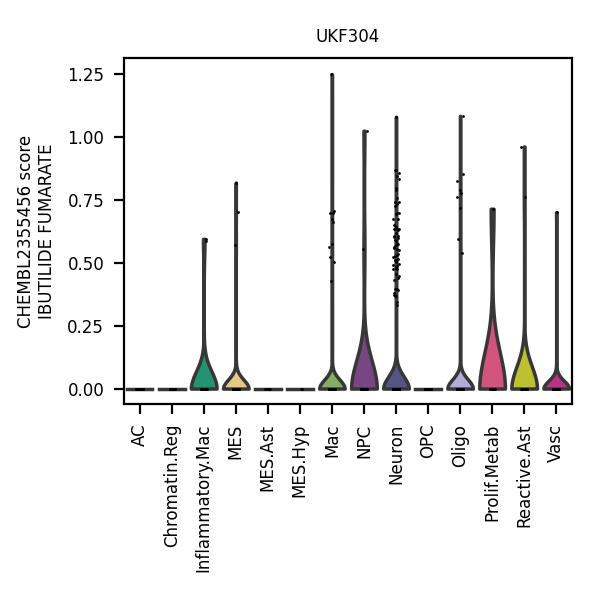 UKF304
CHEMBL2355456 score
IBUTILIDE FUMARATE
1.25
1.00
0.75
0.50
0.25
0.00
AC
Chromatin.Reg
Inflammatory.Mac
MES
MES.Ast
MES.Hyp
Mac
NPC
Neuron
OPC
Oligo
Prolif.Metab
Reactive.Ast
Vasc